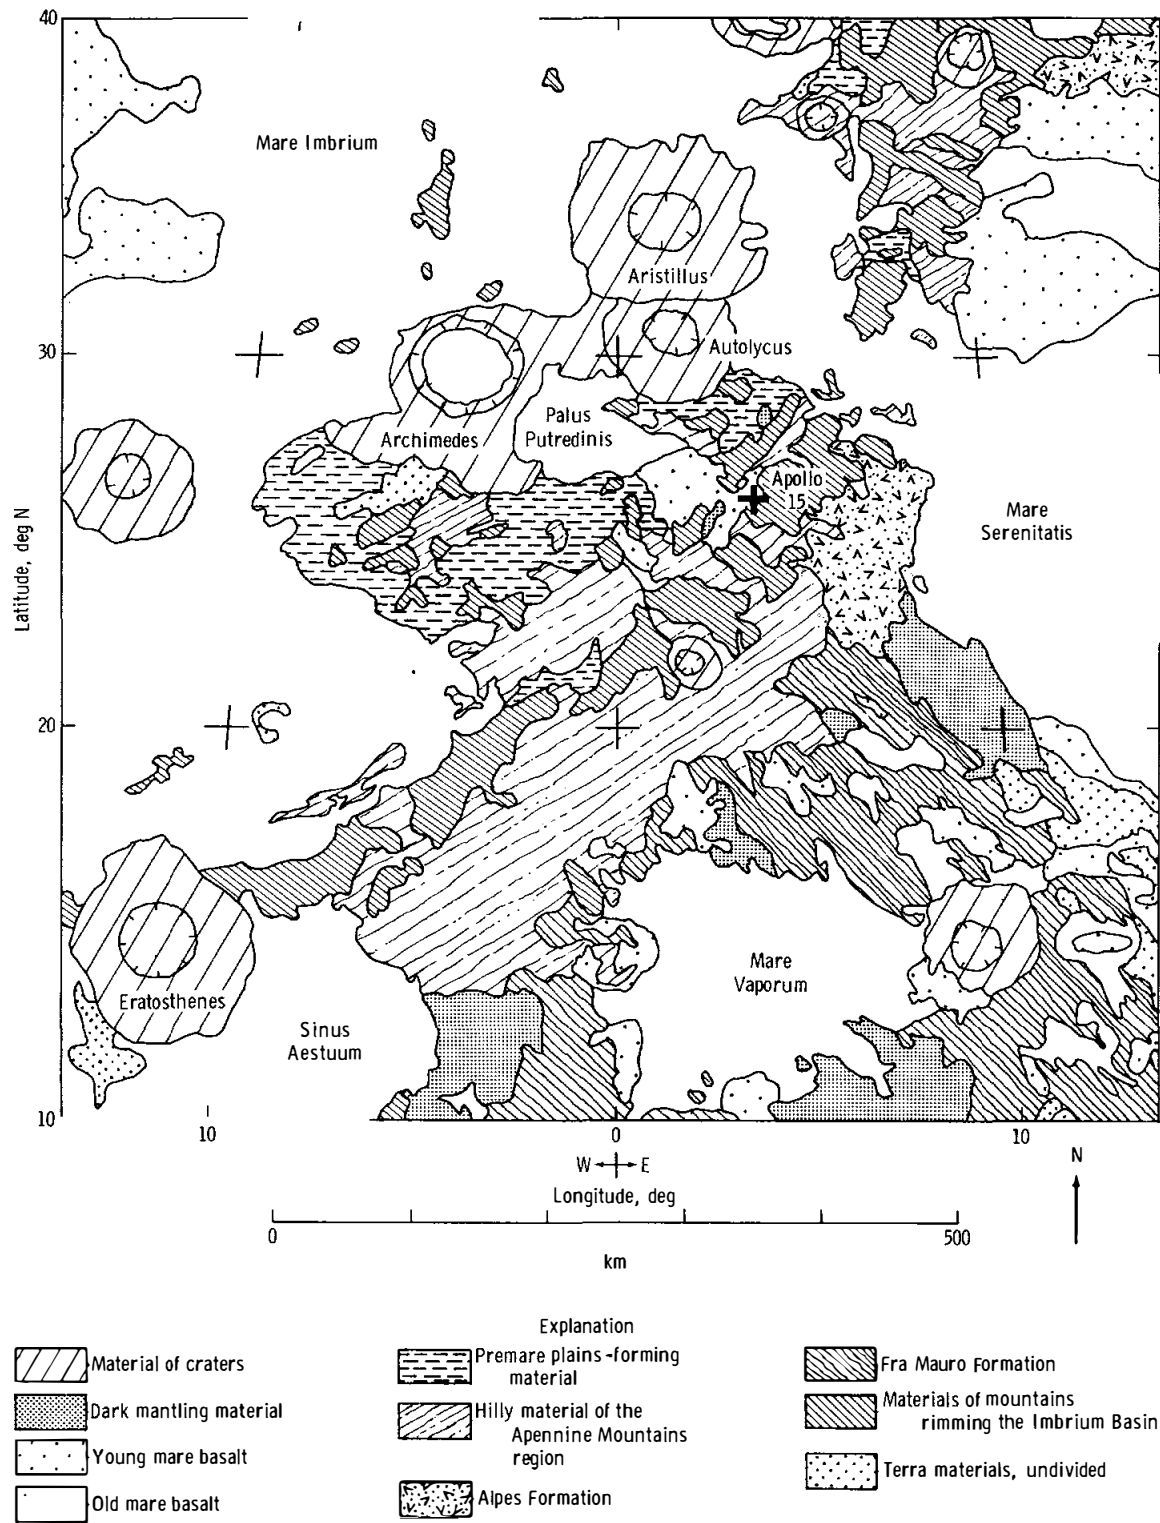 40
Mare Imbrium
Aristillus
30
Autolycus
Palus
Putredinis
Archimedes
Apollo
15
Mare
Serenitatis
Latitude, deg N
20
Mare
Vaporum
Eratosthenes
Sinus
Aestuum
10
10
0
10
W E
N
Longitude, deg
0
500
km
Explanation
Material of craters
Dark mantling material
Young mare basalt
Old mare basalt
Premare plains-forming
material
Hilly material of the
Apennine Mountains
region
Alpes Formation
Fra Mauro Formation
Materials of mountains
rimming the Imbrium Basin
Terra materials, undivided